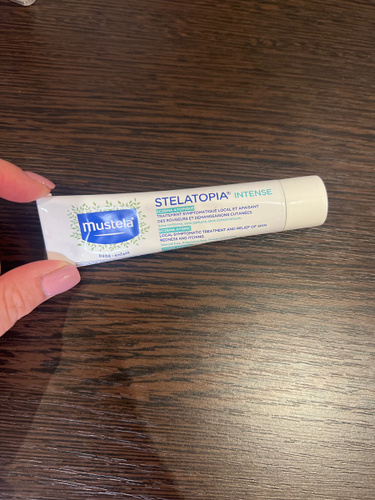 mustela
bébé - enfant
STELATOPIA® INTENSE
TRAITEMENT SYMPTOMATIQUE LOCAL ET APAISANT
DES ROUGEURS ET DÉMANGEAISONS CUTANÉES
LOCAL SYMPTOMATIC TREATMENT AND RELIEF OF SKIN
REDNESS AND ITCHING